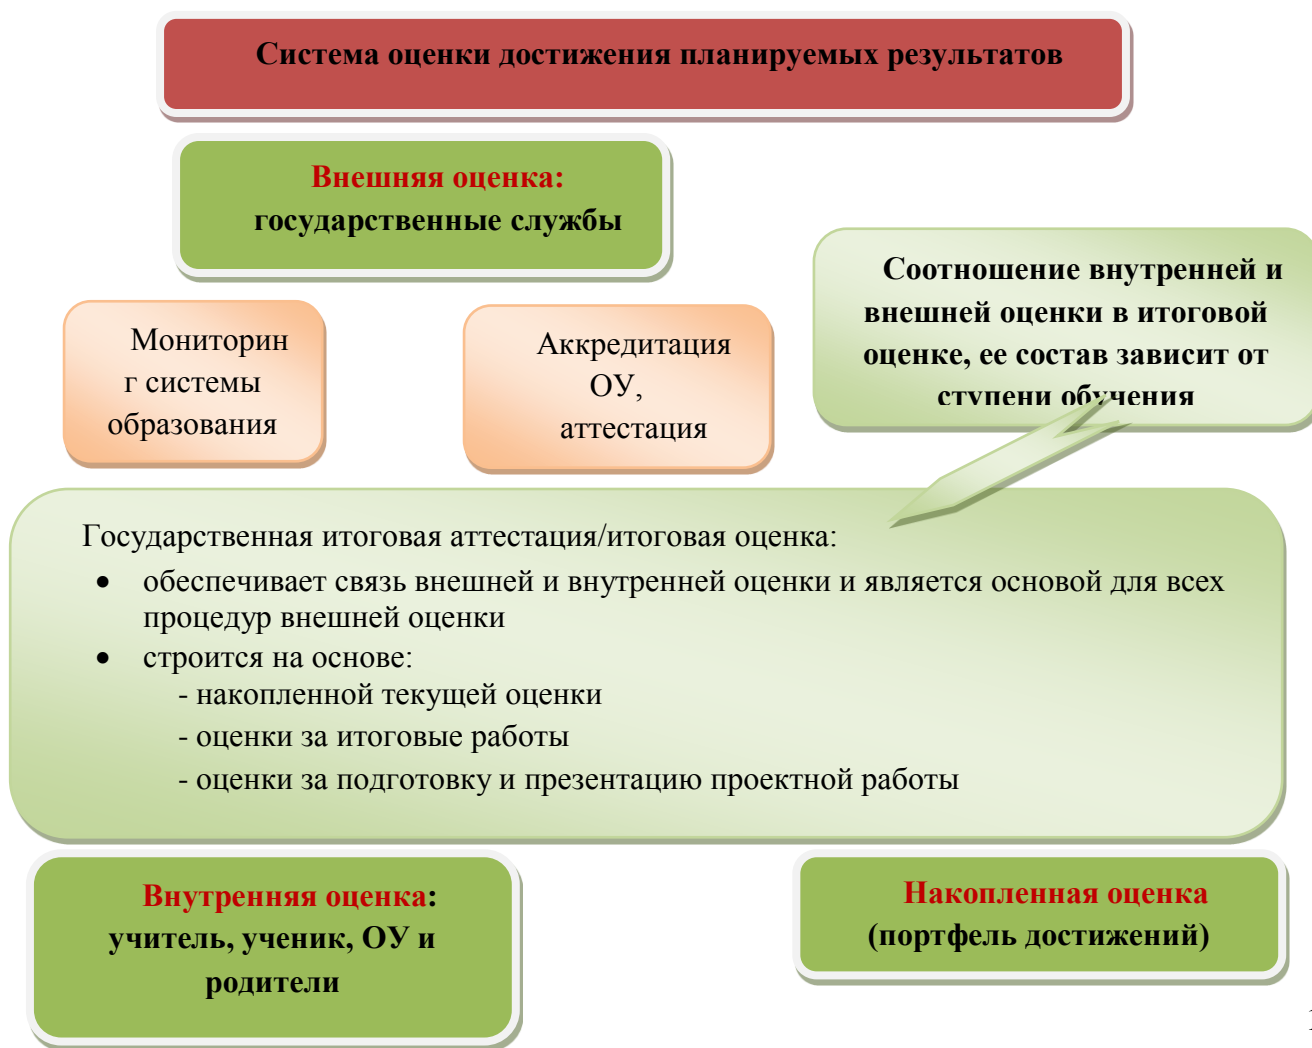 Система оценки достижения планируемых результатов
Внешняя оценка:
государственные службы
Соотношение внутренней и
внешней оценки в итоговой
оценке, ее состав зависит от
ступени обучения
Мониторин
г системы
образования
Аккредитация
ОУ,
аттестация
Государственная итоговая аттестация/итоговая оценка:
• обеспечивает связь внешней и внутренней оценки и является основой для всех
процедур внешней оценки
• строится на основе:
- накопленной текущей оценки
- оценки за итоговые работы
- оценки за подготовку и презентацию проектной работы
Внутренняя оценка:
учитель, ученик, ОУ и
родители
Накопленная оценка
(портфель достижений)